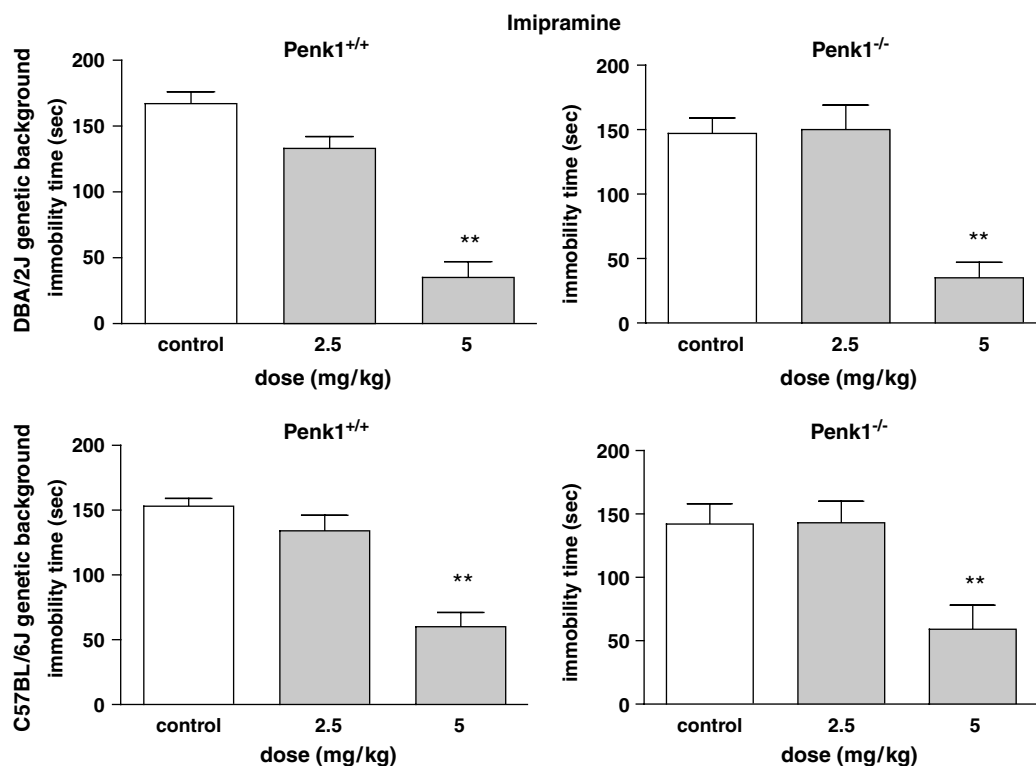 Imipramine
DBA/2J genetic background
Penk1+/+
immobility time (sec)
200
150
100
50
0
**
control 2.5 5
dose (mg/kg)
Penk1-/-
immobility time (sec)
200
150
100
50
0
**
control 2.5 5
dose (mg/kg)
C57BL/6J genetic background
Penk1+/+
immobility time (sec)
200
150
100
50
0
**
control 2.5 5
dose (mg/kg)
Penk1-/-
immobility time (sec)
200
150
100
50
0
**
control 2.5 5
dose (mg/kg)